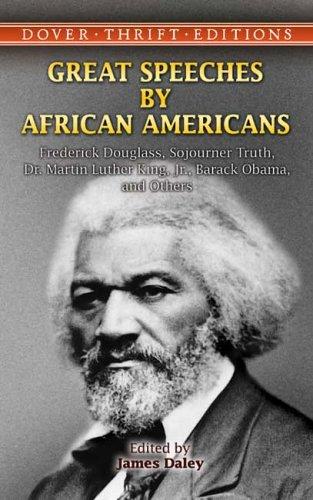 DOVER · THRIFT · EDITIONS
GREAT SPEECHES
BY
AFRICAN AMERICANS
Frederick Douglass, Sojourner Truth,
Dr. Martin Luther King, Jr., Barack Obama,
and Others
Edited by
James Daley